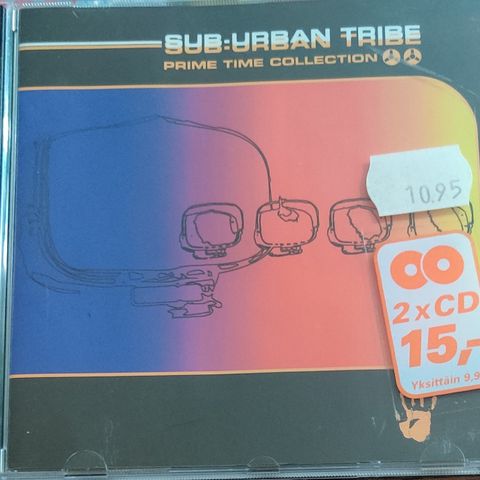 SUB:URBAN TRIBE
PRIME TIME COLLECTION
10.95
2 x CD
15,-
Yksittäin 9,9